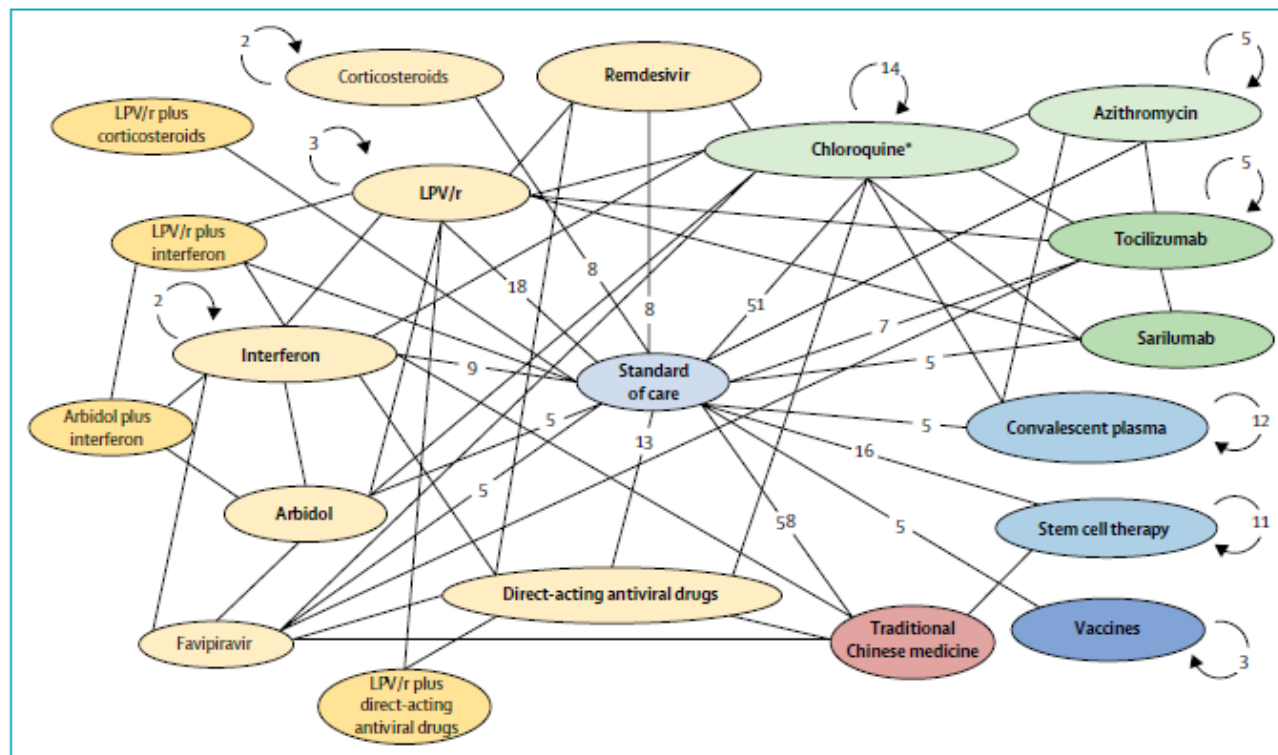 2
Corticosteroids
Remdesivir
14
5
LPV/r plus
corticosteroids
3
Azithromycin
Chloroquine*
LPV/r
5
LPV/r plus
interferon
Tocilizumab
8
18
2
8
51
7
Sarilumab
Interferon
9
5
Standard
of care
Arbidol plus
interferon
5
13
5
Convalescent plasma
12
16
Arbidol
5
58
5
Stem cell therapy
11
Direct-acting antiviral drugs
Favipiravir
Traditional
Chinese medicine
Vaccines
3
LPV/r plus
direct-acting
antiviral drugs